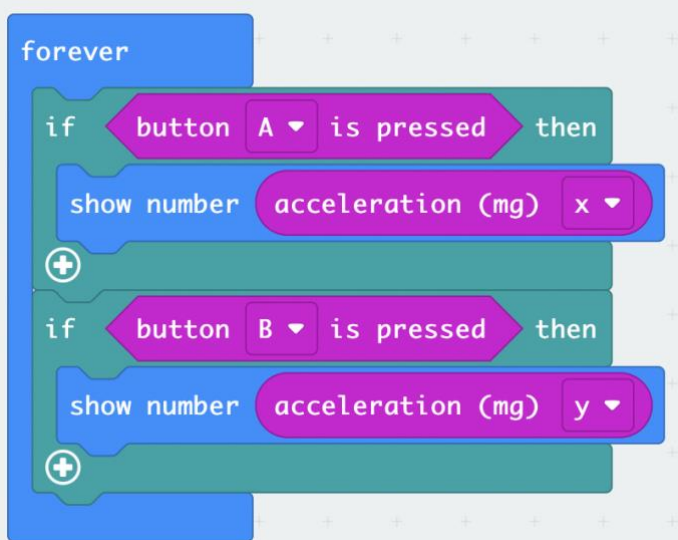 forever
if button A is pressed then
show number acceleration (mg) x
if button B is pressed then
show number acceleration (mg) y